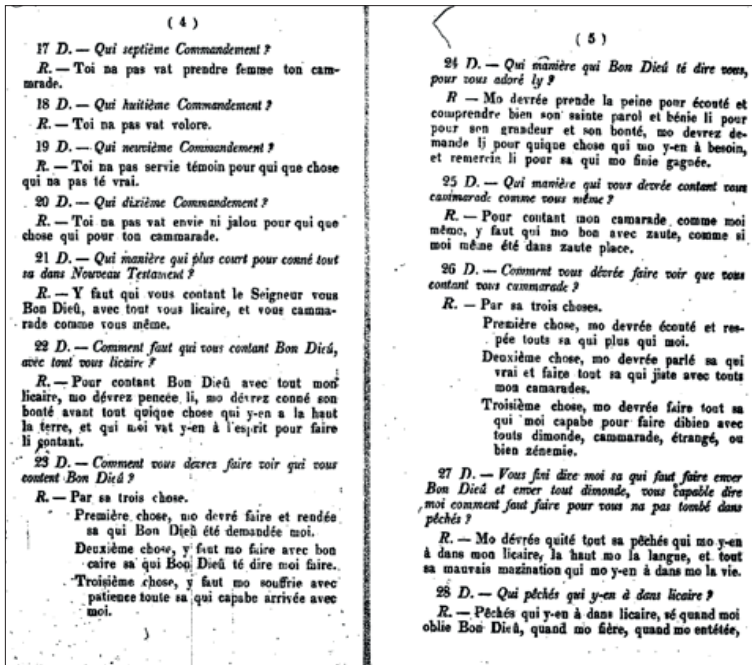 ( 4 )
17 D. — Qui septième Commandement ?
R. — Toi na pas vat prendre femme ton cam-
mrade.
18 D. — Qui huitième Commandement ?
R. — Toi na pas vat volore.
19 D. — Qui neuvième Commandement ?
R. — Toi na pas servie témoin pour qui que chose
qui na pas té vrai.
20 D. — Qui dixième Commandement ?
R. — Toi na pas vat envie ni jalou pour qui que
chose qui pour ton cammarade.
21 D. — Qui manière qui plus court pour conné tout
sa dans Nouveau Testament ?
R. — Y faut qui vous contant le Seigneur vous
Bon Dieû, avec tout vous licaire, et vous camma-
rade comme vous même.
22 D. — Comment faut qui vous contant Bon Dieû,
avec tout vous licaire ?
R. — Pour contant Bon Dieû avec tout mon
licaire, mo dévrez pencée li, mo dévrez conné son
bonté avant tout quique chose qui y-en a la haut
la terre, et qui moi vat y-en à l'esprit pour faire
li contant.
23 D. — Comment vous devrez faire voir qui vous
content Bon Dieû ?
R. — Par sa trois chose.
Première chose, mo devré faire et rendée
sa qui Bon Dieû été demandée moi.
Deuxième chose, y faut mo faire avec bon
caire sa qui Bon Dieû té dire moi faire.
Troisième chose, y faut mo souffrie avec
patience toute sa qui capabe arrivée avec
moi.
( 5 )
24 D. — Qui manière qui Bon Dieû té dire vous,
pour vous adoré ly ?
R — Mo devrée prende la peine pour écouté et
comprendre bien son sainte parol et bénie li pour
pour son grandeur et son bonté, mo devrez de-
mande li pour quique chose qui mo y-en à besoin,
et remercie li pour sa qui mo finie gagnée.
25 D. — Qui manière qui vous devrée contant vous
cammarade comme vous même ?
R. — Pour contant mon camarade comme moi
même, y faut qui mo bon avec zaute, comme si
moi même été dans zaute place.
26 D. — Comment vous dévrée faire voir que vous
contant vous cammarade ?
R. — Par sa trois choses.
Première chose, mo devrée écouté et res-
pée touts sa qui plus qui moi.
Deuxième chose, mo devrée parlé sa qui
vrai et faire tout sa qui jiste avec touts
mon camarades.
Troisième chose, mo devrée faire tout sa
qui moi capabe pour faire dibien avec
touts dimonde, cammarade, étrangé, ou
bien zénemie.
27 D. — Vous fini dire moi sa qui faut faire enver
Bon Dieû et enver tout dimonde, vous capable dire
moi comment faut faire pour vous na pas tombé dans
pêchés ?
R. — Mo dévrée quité tout sa pêchés qui mo y-en
à dans mon licaire, la haut mo la langue, et tout
sa mauvais mazination qui mo y-en à dans mo la vie.
28 D. — Qui pêchés qui y-en à dans licaire ?
R. — Pêchés qui y-en à dans licaire, sé quand moi
oblie Bon Dieû, quand mo fière, quand mo entétée,